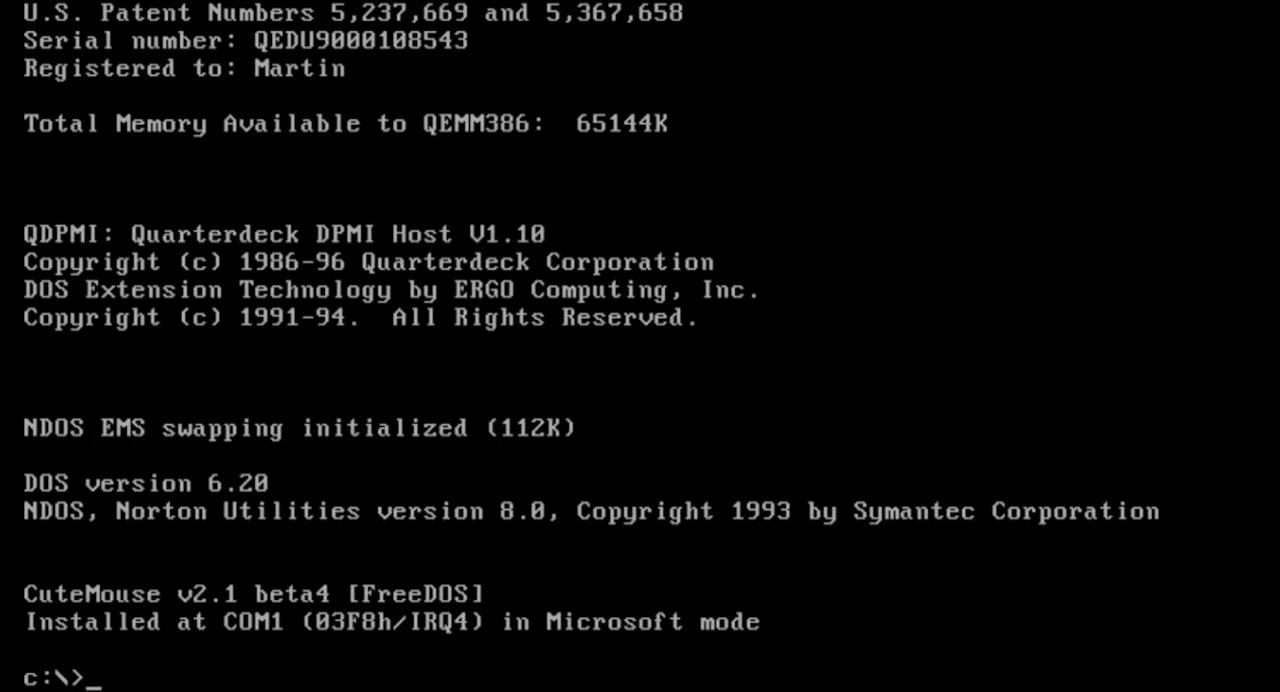 U.S. Patent Numbers 5,237,669 and 5,367,658
Serial number: QEDU9000108543
Registered to: Martin
Total Memory Available to QEMM386:  65144K
QDPMI: Quarterdeck DPMI Host V1.10
Copyright (c) 1986-96 Quarterdeck Corporation
DOS Extension Technology by ERGO Computing, Inc.
Copyright (c) 1991-94.  All Rights Reserved.
NDOS EMS swapping initialized (112K)
DOS version 6.20
NDOS, Norton Utilities version 8.0, Copyright 1993 by Symantec Corporation
CuteMouse v2.1 beta4 [FreeDOS]
Installed at COM1 (03F8h/IRQ4) in Microsoft mode
c:\>_